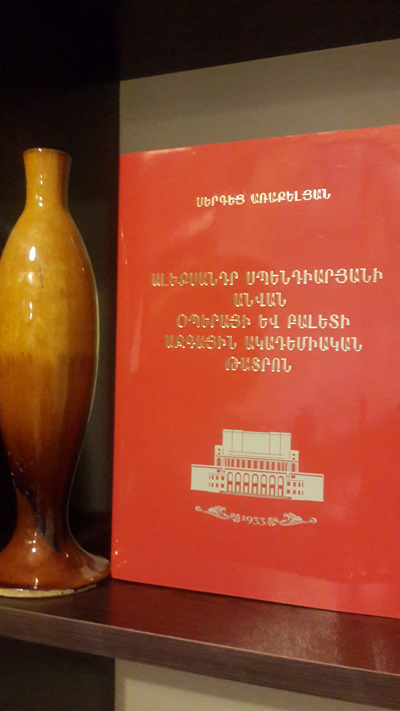 ՍԵՐԳԵՅ ԱՌԱՔԵԼՅԱՆ
ԱԼԵՔՍԱՆԴՐ ՍՊԵՆԴԻԱՐՅԱՆԻ
ԱՆՎԱՆ
ՕՊԵՐԱՅԻ ԵՎ ԲԱԼԵՏԻ
ԱԶԳԱՅԻՆ ԱԿԱԴԵՄԻԱԿԱՆ
ԹԱՏՐՈՆ
1933